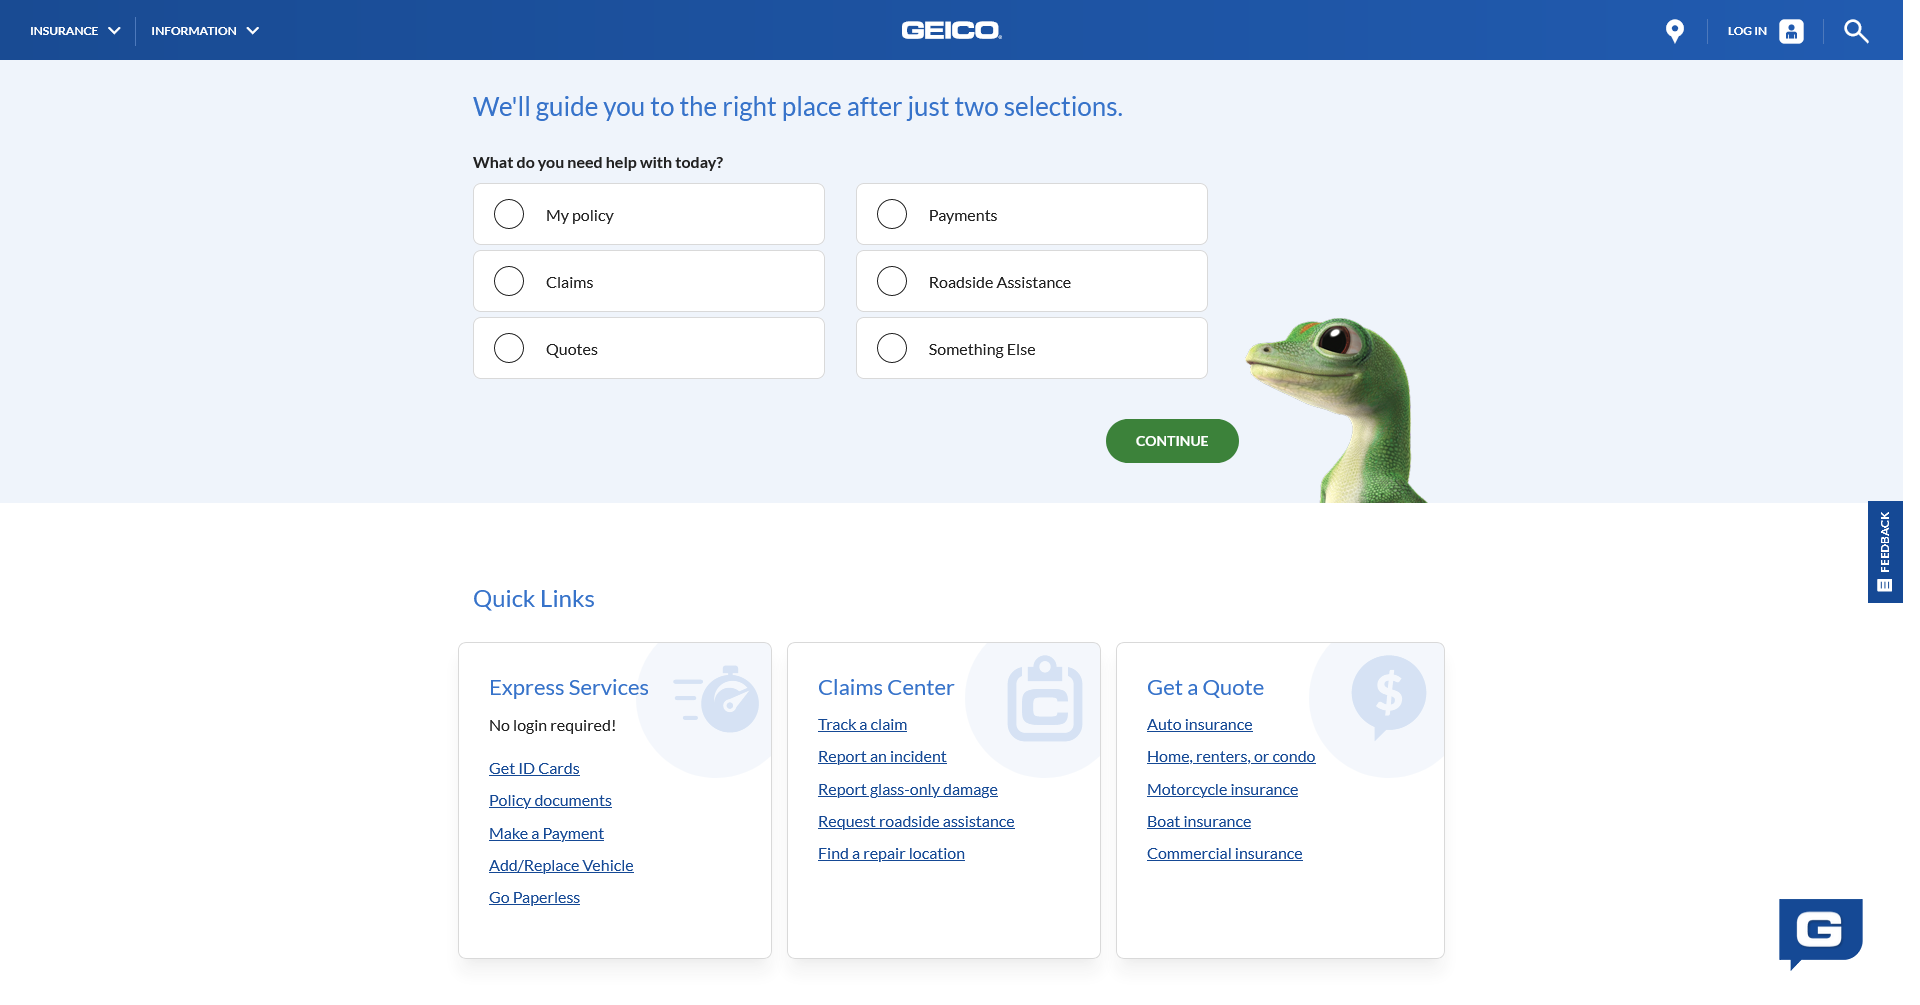 INSURANCE
INFORMATION
GEICO
LOG IN
We'll guide you to the right place after just two selections.
What do you need help with today?
My policy
Payments
Claims
Roadside Assistance
Quotes
Something Else
CONTINUE
FEEDBACK
Quick Links
Express Services
No login required!
Get ID Cards
Policy documents
Make a Payment
Add/Replace Vehicle
Go Paperless
Claims Center
Track a claim
Report an incident
Report glass-only damage
Request roadside assistance
Find a repair location
Get a Quote
Auto insurance
Home, renters, or condo
Motorcycle insurance
Boat insurance
Commercial insurance
G